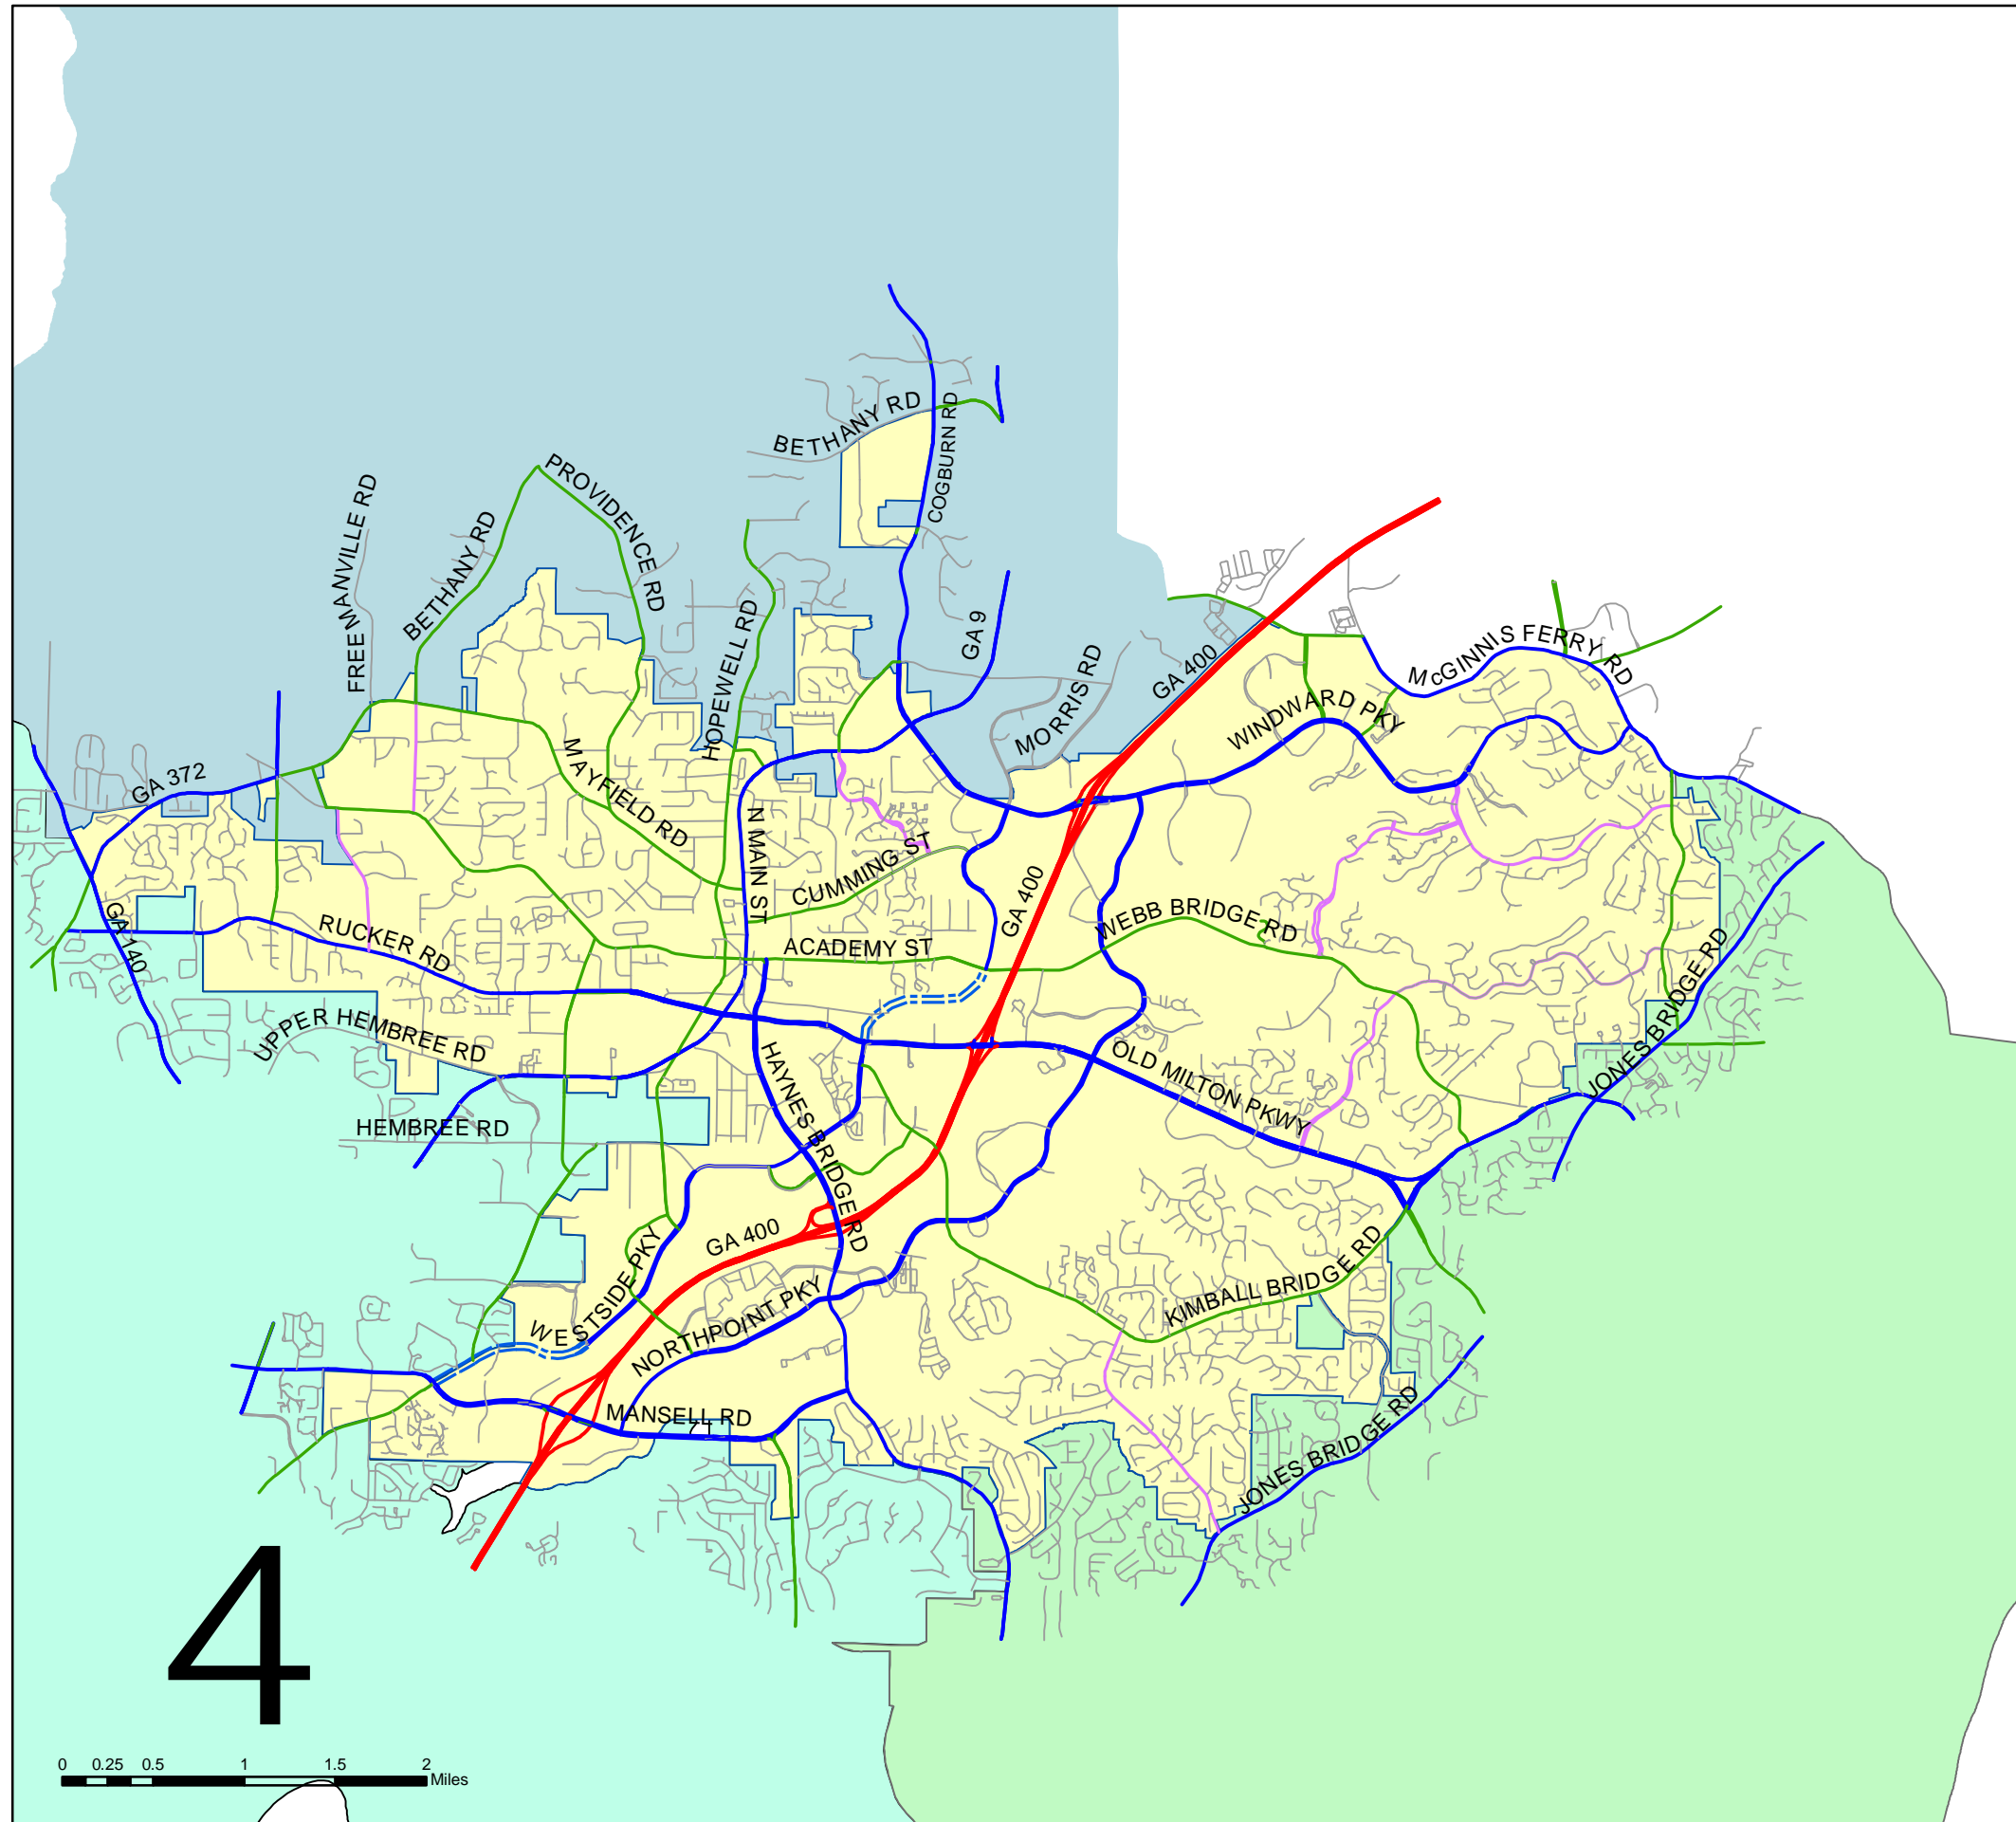 BETHANY RD
COGBURN RD
PROVIDENCE RD
FREE MANVILLE RD
BETHANY RD
HOPEWELL RD
GA 9
MORRIS RD
GA 400
McGINNIS FERRY RD
WINDWARD PKY
GA 372
MAYFIELD RD
N MAIN ST
CUMMING ST
GA 400
WEBB BRIDGE RD
GA 140
RUCKER RD
ACADEMY ST
JONES BRIDGE RD
UPPER HEMBREE RD
HAYNES BRIDGE RD
OLD MILTON PKWY
HEMBREE RD
GA 400
WESTSIDE PKY
NORTHPOINT PKY
KIMBALL BRIDGE RD
MANSELL RD
JONES BRIDGE RD
4
0 0.25 0.5 1 1.5 2
Miles